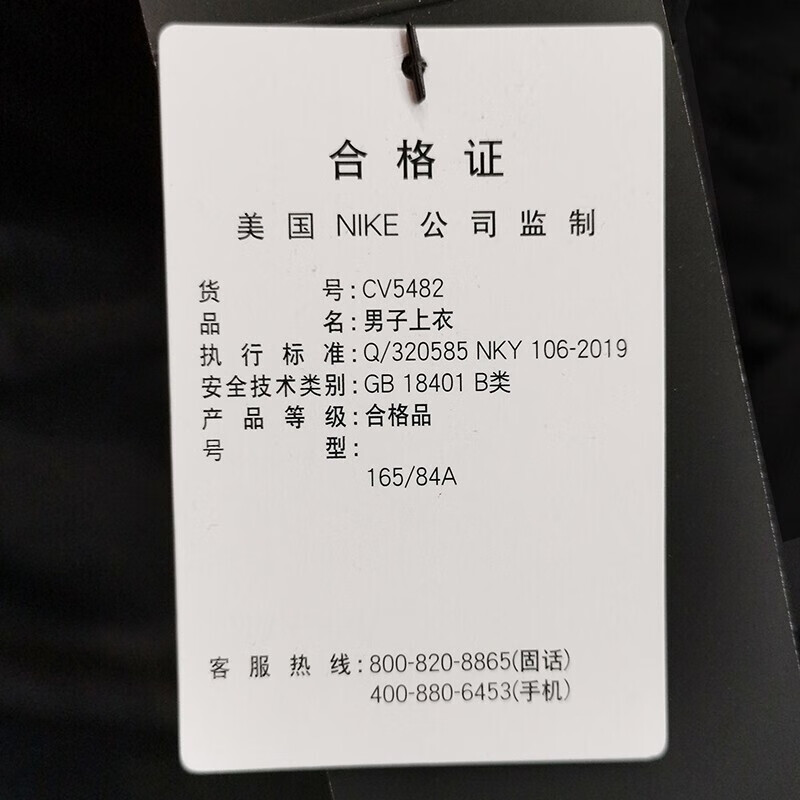 合格证
美国 NIKE 公司监制
货号:CV5482
品名:男子上衣
执行标准:Q/320585 NKY 106-2019
安全技术类别:GB 18401 B类
产品等级:合格品
号型:
165/84A
客服热线:800-820-8865(固话)
400-880-6453(手机)